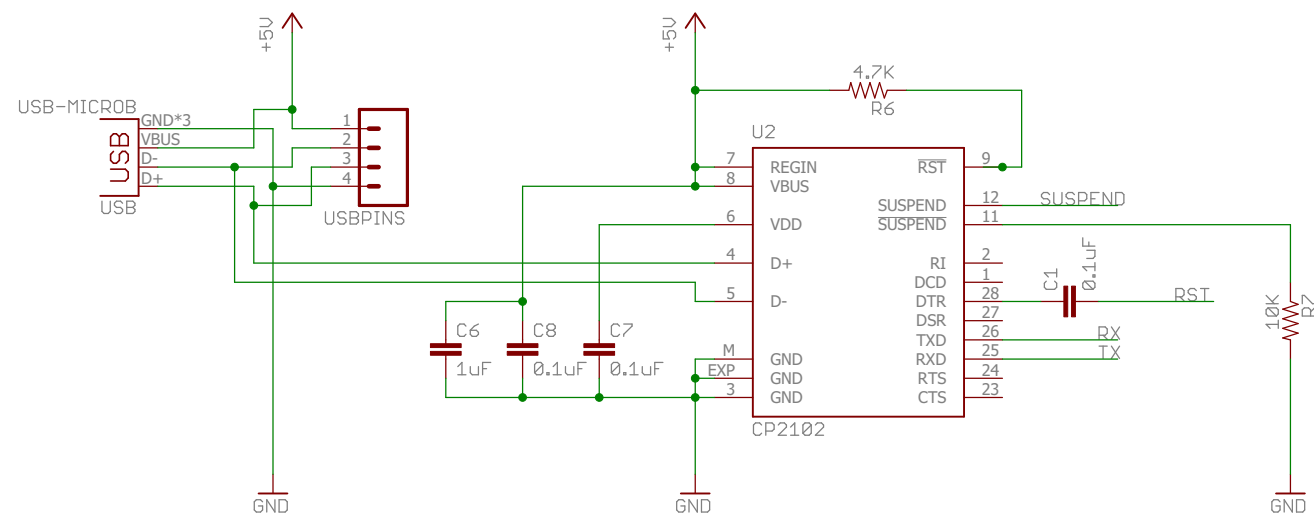 +5V
+5V
4.7K
R6
USB-MICROB
USB
GND*3
VBUS
D-
D+
USB
1
2
3
4
USBPINS
U2
7 REGIN
8 VBUS
6 VDD
4 D+
5 D-
M GND
EXP GND
3 GND
RST 9
SUSPEND 12
SUSPEND 11
RI 2
DCD 1
DTR 28
DSR 27
TXD 26
RXD 25
RTS 24
CTS 23
CP2102
SUSPEND
C1
0.1uF
RST
RX
TX
10K
R7
C6
1uF
C8
0.1uF
C7
0.1uF
GND
GND
GND